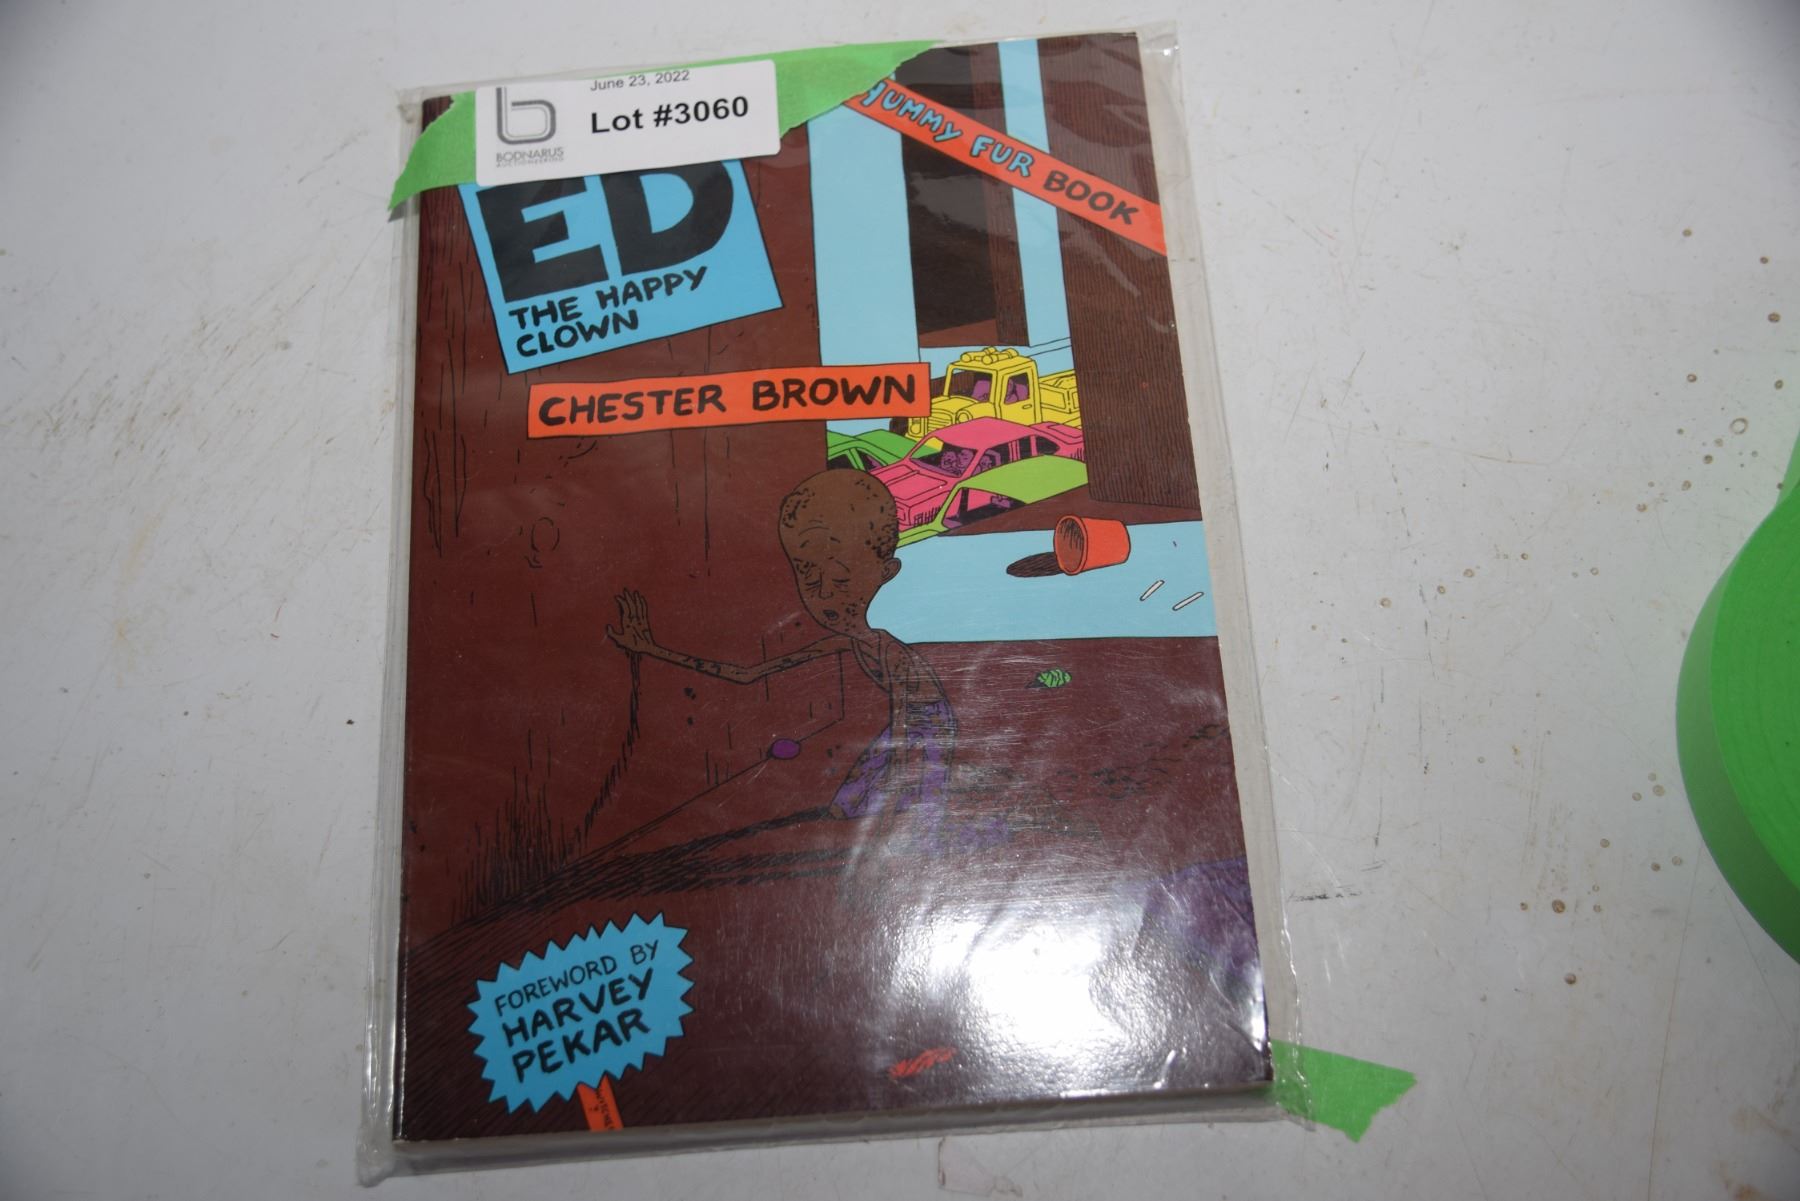 June 23, 2022
Lot #3060
BODNARUS
AUCTIONEERING
YUMMY FUR BOOK
ED
THE HAPPY
CLOWN
CHESTER BROWN
FOREWORD BY
HARVEY
PEKAR